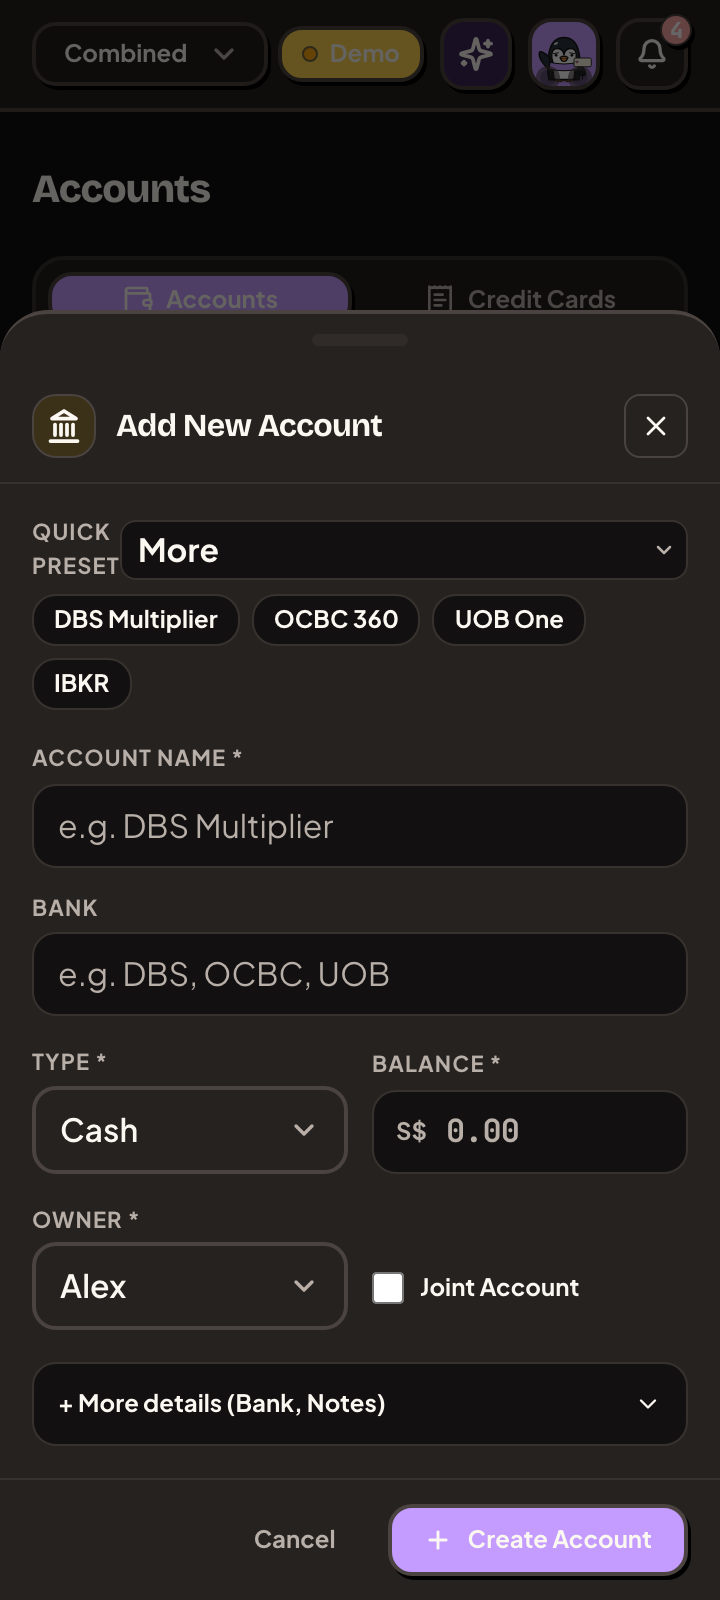 Combined
Demo
4
Accounts
Accounts
Credit Cards
Add New Account
QUICK
PRESET
More
DBS Multiplier
OCBC 360
UOB One
IBKR
ACCOUNT NAME *
e.g. DBS Multiplier
BANK
e.g. DBS, OCBC, UOB
TYPE *
BALANCE *
Cash
S$ 0.00
OWNER *
Alex
Joint Account
+ More details (Bank, Notes)
Cancel
+ Create Account